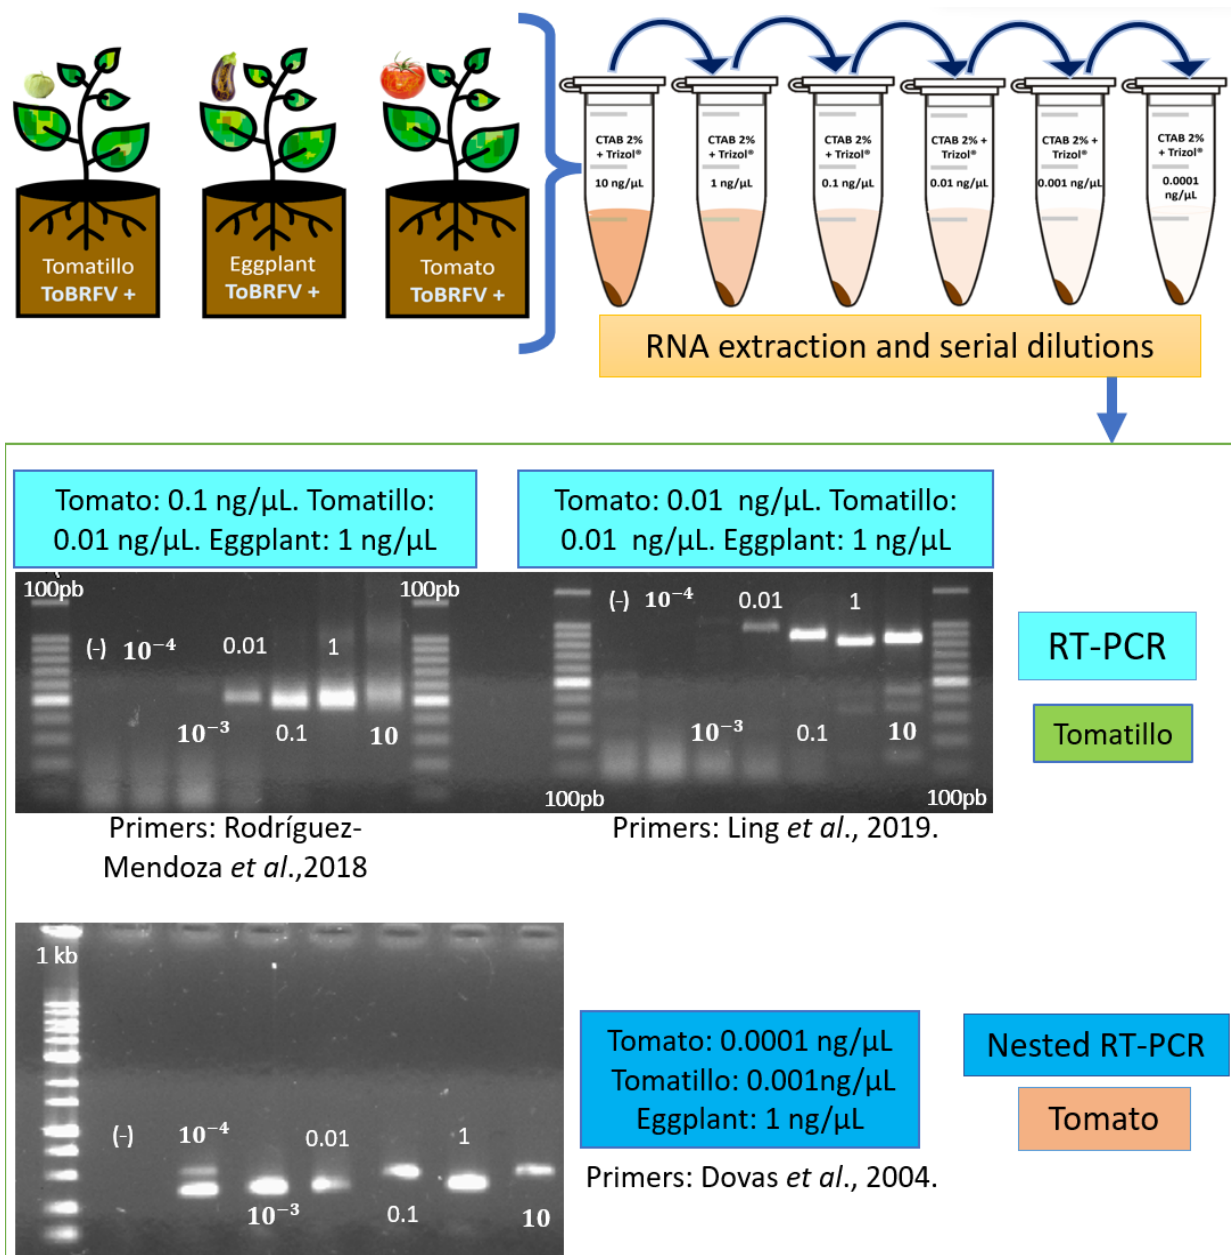 Tomatillo
ToBRFV +
Eggplant
ToBRFV +
Tomato
ToBRFV +
CTAB 2%
+ Trizol®
10 ng/µL
CTAB 2%
+ Trizol®
1 ng/µL
CTAB 2%
+ Trizol®
0.1 ng/µL
CTAB 2% +
Trizol®
0.01 ng/µL
CTAB 2% +
Trizol®
0.001 ng/µL
CTAB 2%
+ Trizol®
0.0001
ng/µL
RNA extraction and serial dilutions
Tomato: 0.1 ng/µL. Tomatillo:
0.01 ng/µL. Eggplant: 1 ng/µL
Tomato: 0.01 ng/µL. Tomatillo:
0.01 ng/µL. Eggplant: 1 ng/µL
100pb
(-) 10⁻⁴ 0.01 1
100pb
10⁻³ 0.1 10
(-) 10⁻⁴ 0.01 1
10⁻³ 0.1 10
100pb 100pb
RT-PCR
Tomatillo
Primers: Rodríguez-
Mendoza et al.,2018
Primers: Ling et al., 2019.
1 kb
(-) 10⁻⁴ 0.01 1
10⁻³ 0.1 10
Tomato: 0.0001 ng/µL
Tomatillo: 0.001ng/µL
Eggplant: 1 ng/µL
Primers: Dovas et al., 2004.
Nested RT-PCR
Tomato